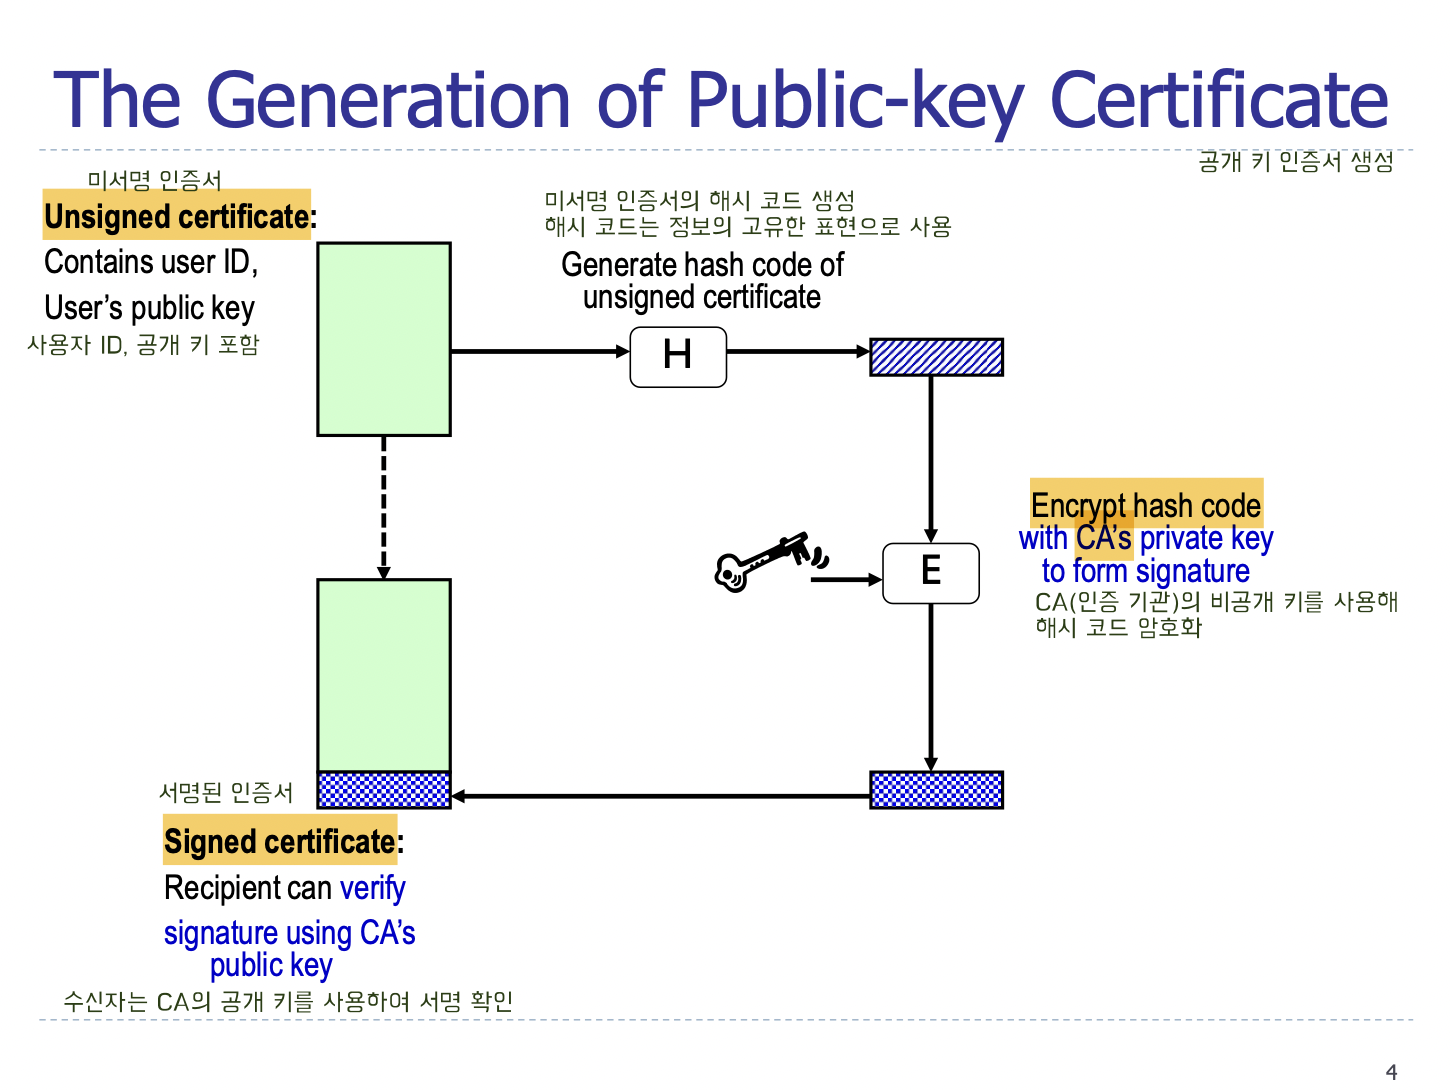 The Generation of Public-key Certificate
공개 키 인증서 생성
미서명 인증서
Unsigned certificate:
Contains user ID,
User's public key
사용자 ID, 공개 키 포함
미서명 인증서의 해시 코드 생성
해시 코드는 정보의 고유한 표현으로 사용
Generate hash code of
unsigned certificate
H
Encrypt hash code
with CA's private key
to form signature
CA(인증 기관)의 비공개 키를 사용해
해시 코드 암호화
E
서명된 인증서
Signed certificate:
Recipient can verify
signature using CA's
public key
수신자는 CA의 공개 키를 사용하여 서명 확인
4